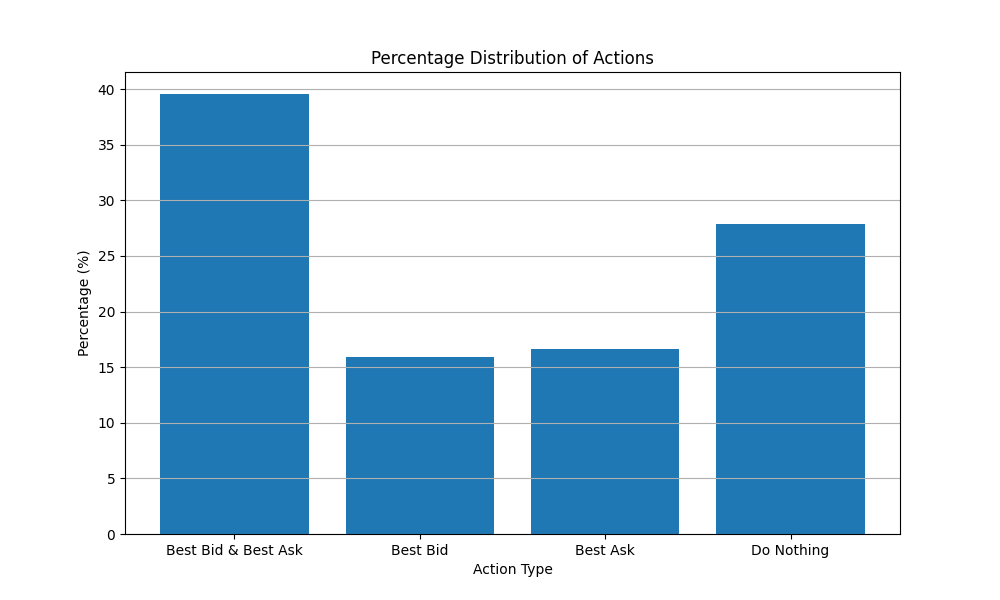 Percentage Distribution of Actions
Percentage (%)
40
35
30
25
20
15
10
5
0
Best Bid & Best Ask
Best Bid
Best Ask
Do Nothing
Action Type